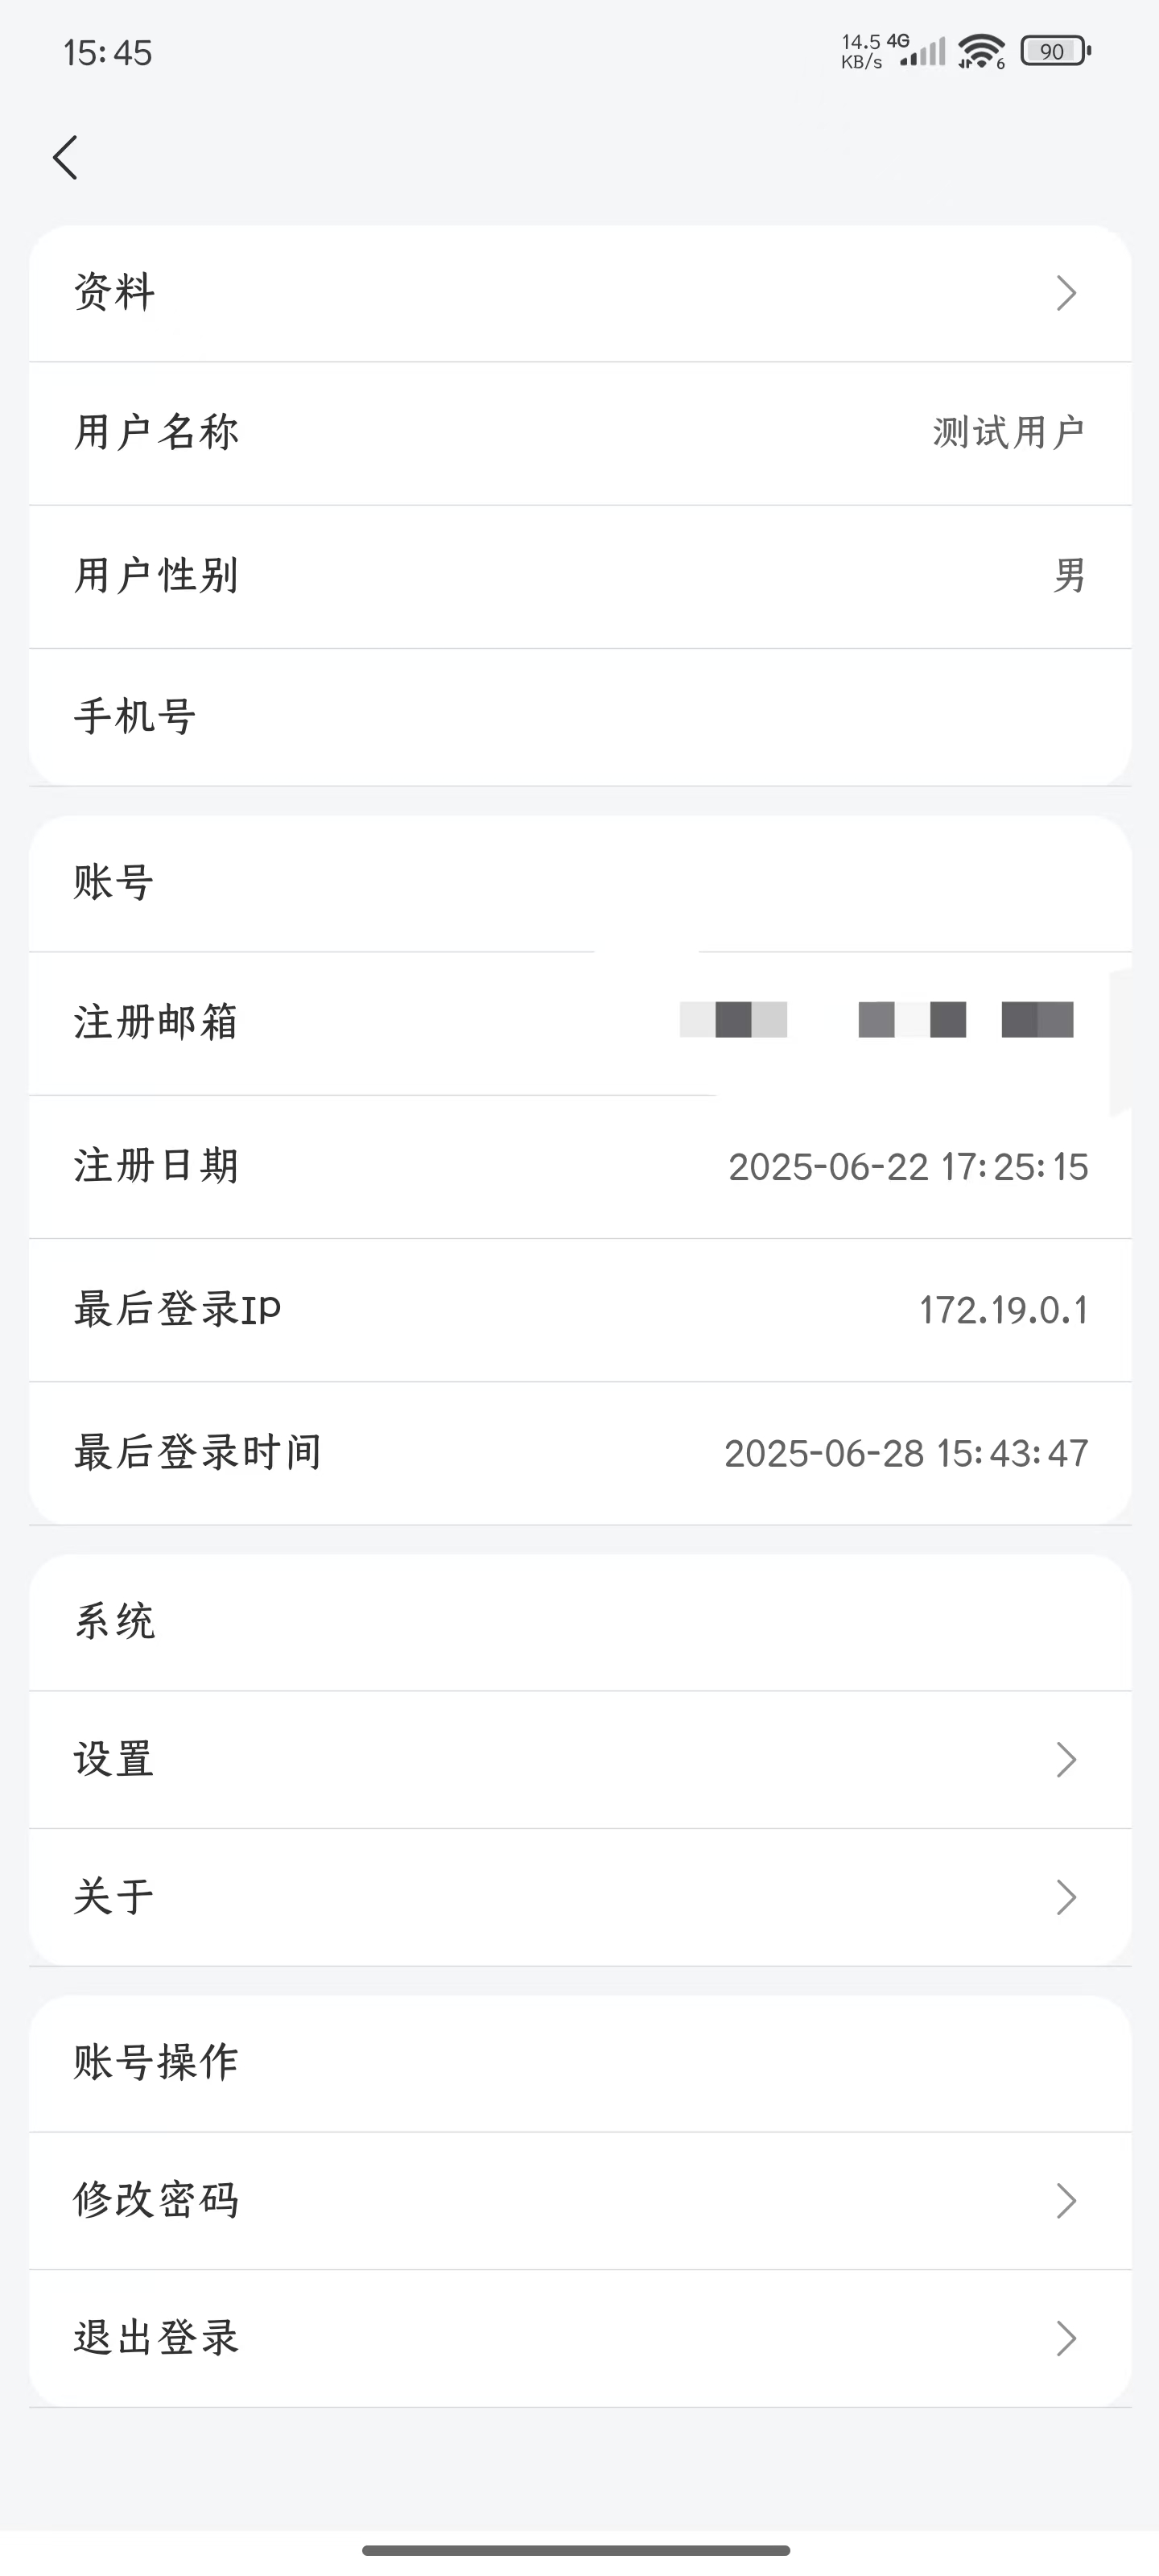 15:45
14.5 4G
KB/s
6
90
资料
用户名称 测试用户
用户性别 男
手机号
账号
注册邮箱
注册日期 2025-06-22 17:25:15
最后登录IP 172.19.0.1
最后登录时间 2025-06-28 15:43:47
系统
设置
关于
账号操作
修改密码
退出登录